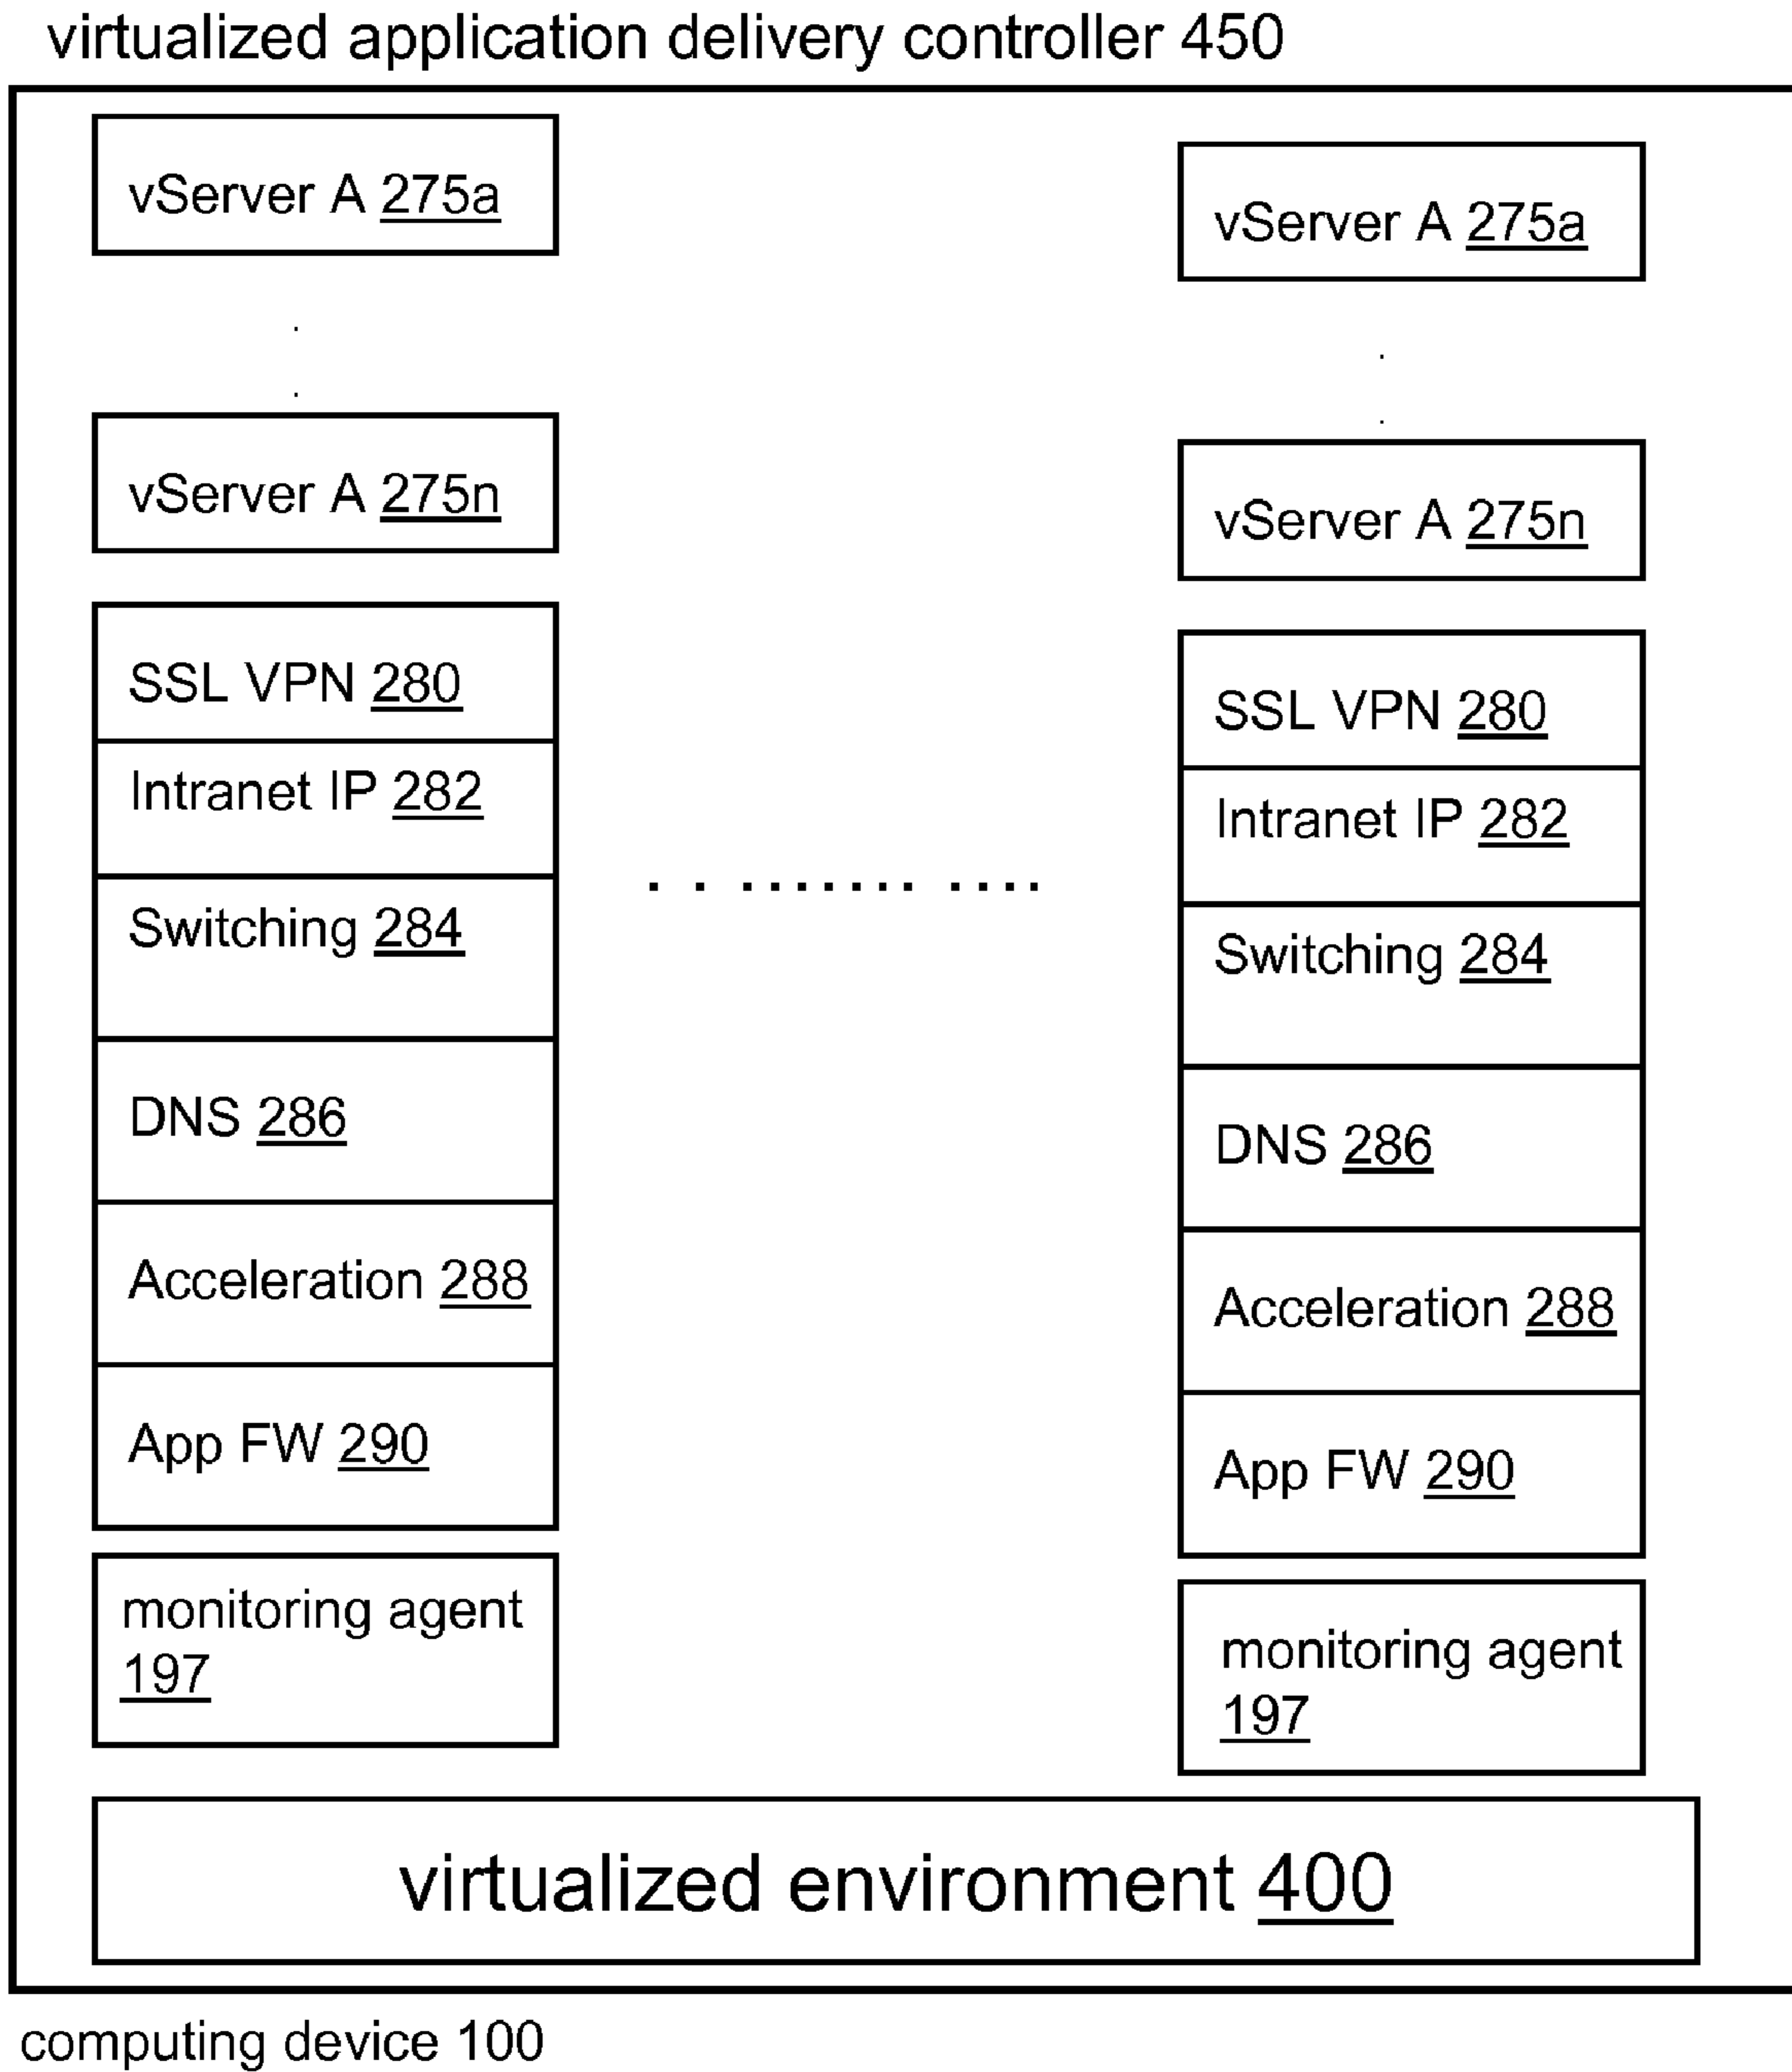 virtualized application delivery controller 450
vServer A 275a
vServer A 275n
SSL VPN 280
Intranet IP 282
Switching 284
DNS 286
Acceleration 288
App FW 290
monitoring agent
197
vServer A 275a
vServer A 275n
SSL VPN 280
Intranet IP 282
Switching 284
DNS 286
Acceleration 288
App FW 290
monitoring agent
197
virtualized environment 400
computing device 100